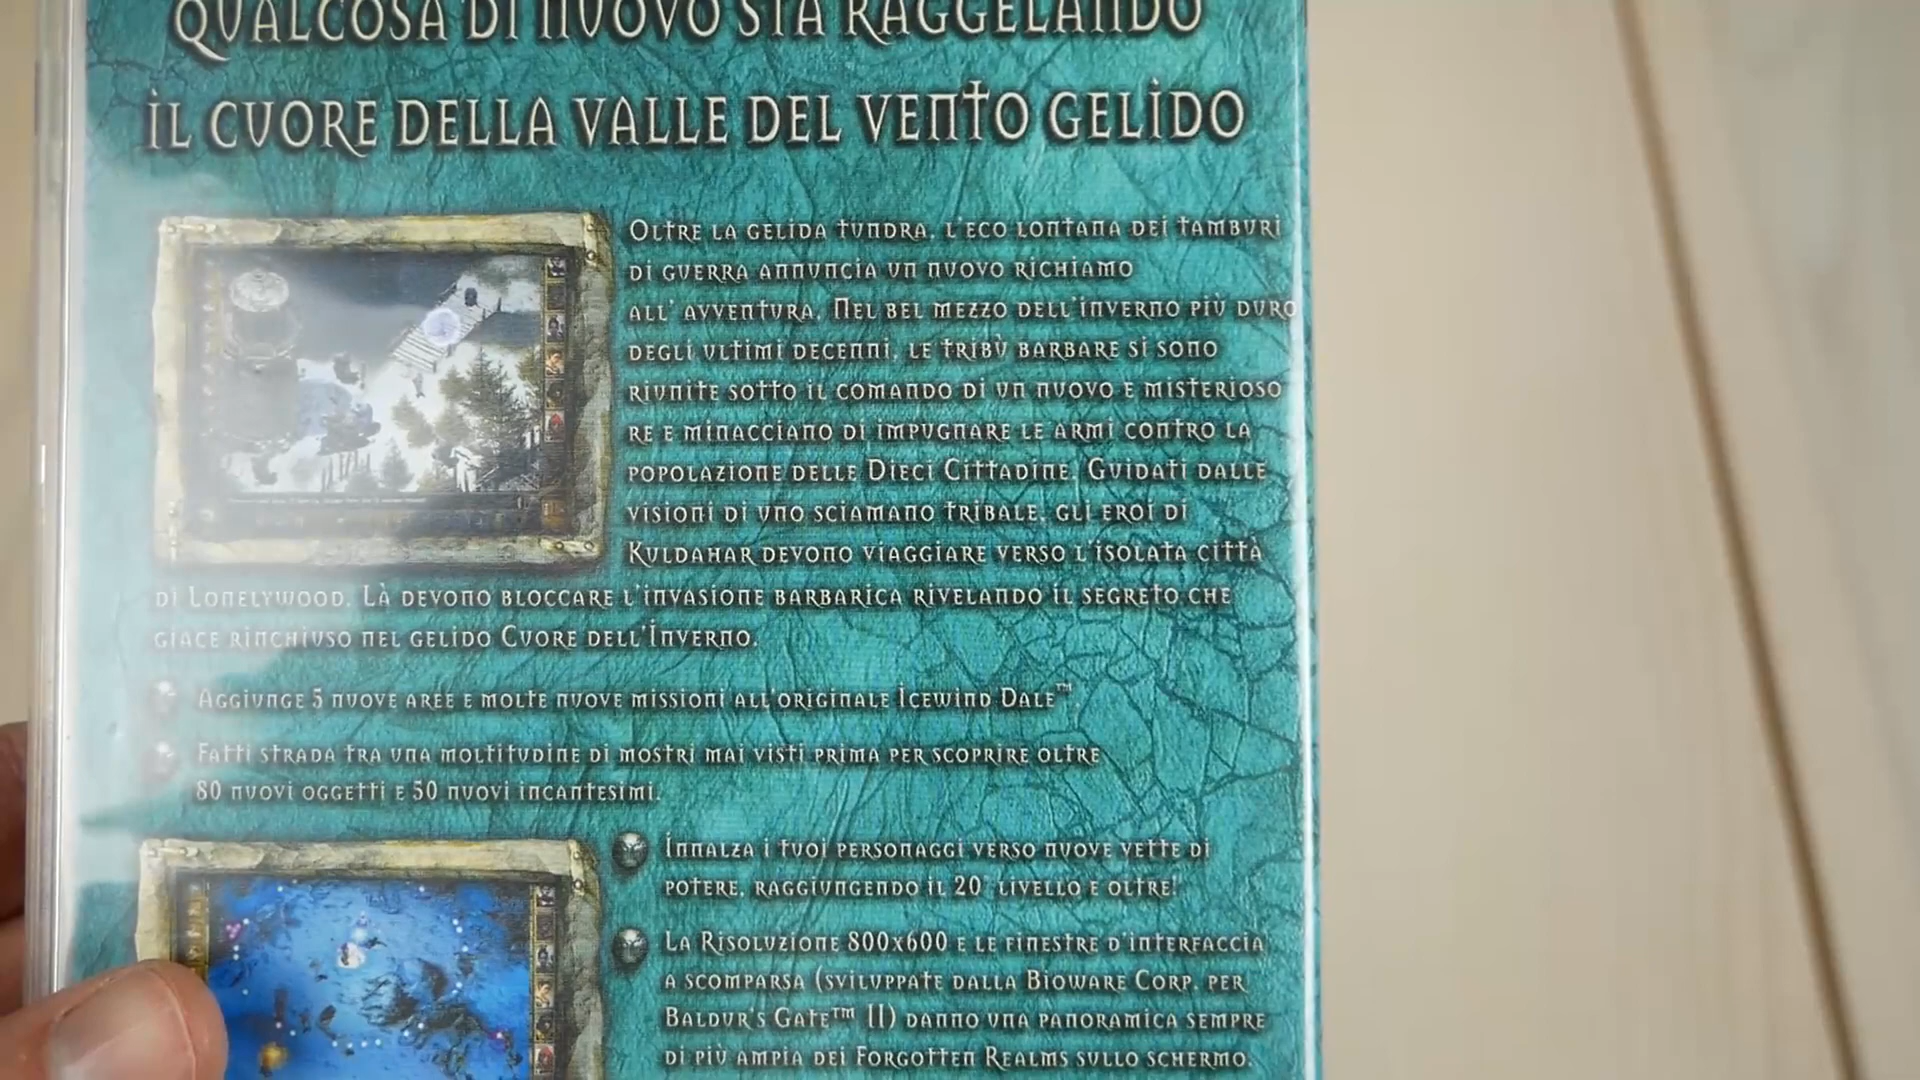 QUALCOSA DI NUOVO STA RAGGELANDO
IL CUORE DELLA VALLE DEL VENTO GELIDO
OLTRE LA GELIDA TUNDRA, L'ECO LONTANA DEI TAMBURI
DI GUERRA ANNUNCIA UN NUOVO RICHIAMO
ALL' AVVENTURA. NEL BEL MEZZO DELL'INVERNO PIÙ DURO
DEGLI ULTIMI DECENNI, LE TRIBÙ BARBARE SI SONO
RIUNITE SOTTO IL COMANDO DI UN NUOVO E MISTERIOSO
RE E MINACCIANO DI IMPUGNARE LE ARMI CONTRO LA
POPOLAZIONE DELLE DIECI CITTADINE. GUIDATI DALLE
VISIONI DI UNO SCIAMANO TRIBALE, GLI EROI DI
KULDAHAR DEVONO VIAGGIARE VERSO L'ISOLATA CITTÀ
DI LONELYWOOD. LÀ DEVONO BLOCCARE L'INVASIONE BARBARICA RIVELANDO IL SEGRETO CHE
GIACE RINCHIUSO NEL GELIDO CUORE DELL'INVERNO.
AGGIUNGE 5 NUOVE AREE E MOLTE NUOVE MISSIONI ALL'ORIGINALE ICEWIND DALE™
FATTI STRADA TRA UNA MOLTITUDINE DI MOSTRI MAI VISTI PRIMA PER SCOPRIRE OLTRE
80 NUOVI OGGETTI E 50 NUOVI INCANTESIMI.
INNALZA I TUOI PERSONAGGI VERSO NUOVE VETTE DI
POTERE, RAGGIUNGENDO IL 20° LIVELLO E OLTRE!
LA RISOLUZIONE 800X600 E LE FINESTRE D'INTERFACCIA
A SCOMPARSA (SVILUPPATE DALLA BIOWARE CORP. PER
BALDUR'S GATE™ II) DANNO UNA PANORAMICA SEMPRE
DI PIÙ AMPIA DEI FORGOTTEN REALMS SULLO SCHERMO.